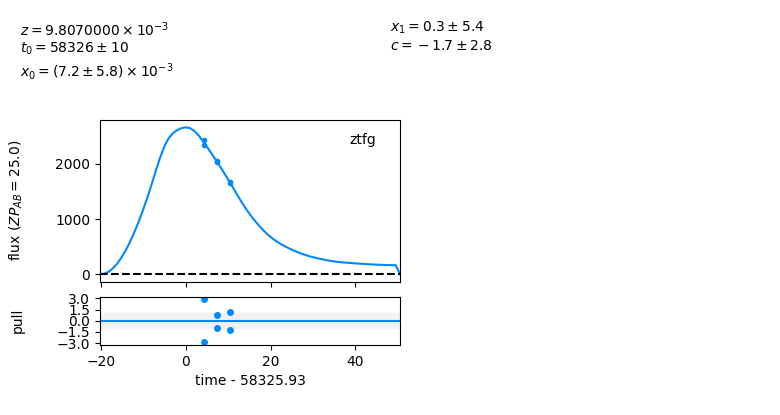 z = 9.8070000 × 10⁻³
t₀ = 58326 ± 10
x₀ = (7.2 ± 5.8) × 10⁻³
x₁ = 0.3 ± 5.4
c = −1.7 ± 2.8
ztfg
flux (ZP_AB = 25.0)
2000
1000
0
pull
3.0
1.5
0.0
−1.5
−3.0
−20
0
20
40
time - 58325.93